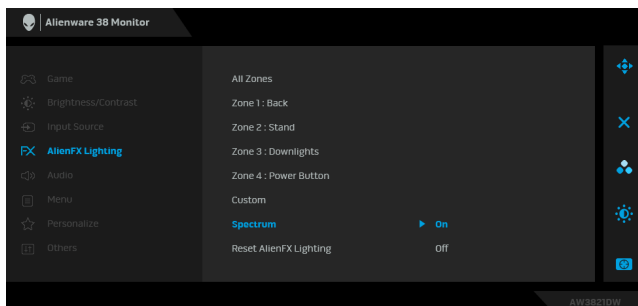 Alienware 38 Monitor
Game
Brightness/Contrast
Input Source
FX AlienFX Lighting
Audio
Menu
Personalize
Others
All Zones
Zone 1 : Back
Zone 2 : Stand
Zone 3 : Downlights
Zone 4 : Power Button
Custom
Spectrum On
Reset AlienFX Lighting Off
AW3821DW